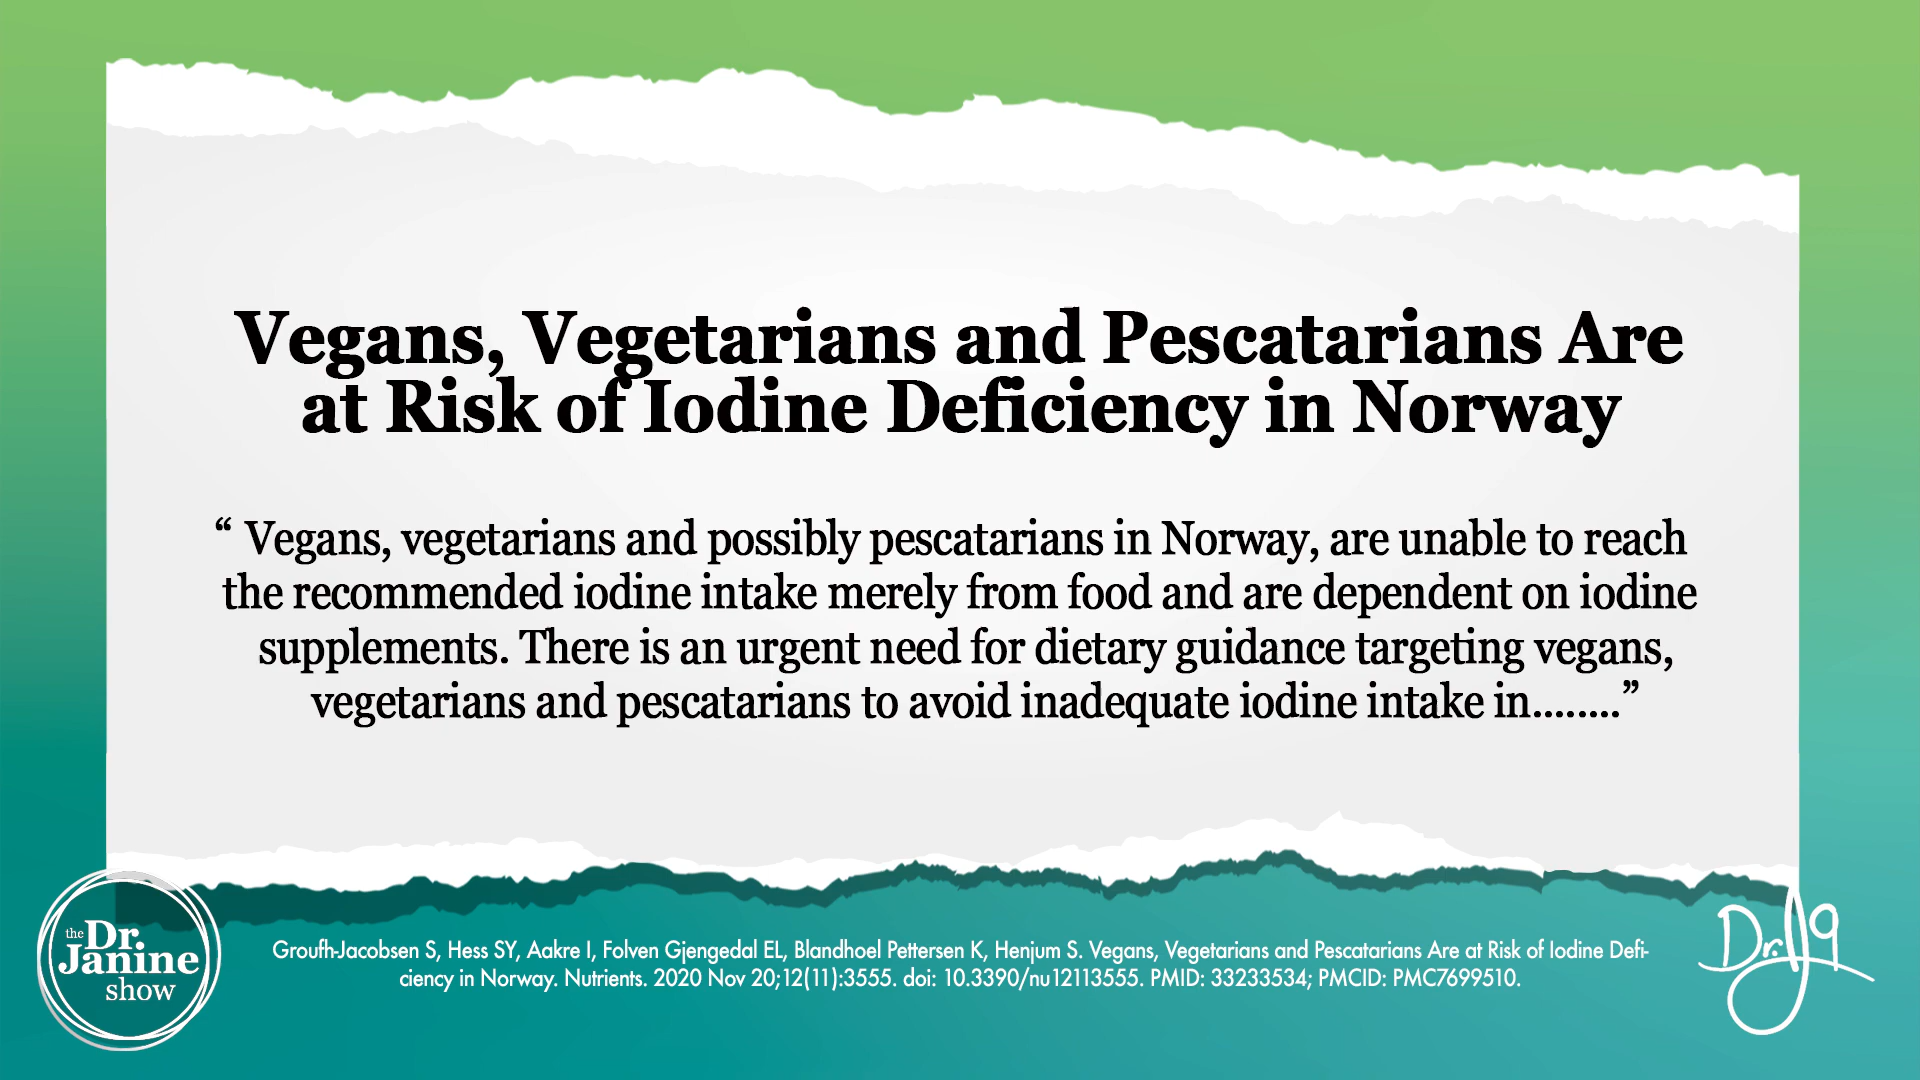 Vegans, Vegetarians and Pescatarians Are
at Risk of Iodine Deficiency in Norway
“ Vegans, vegetarians and possibly pescatarians in Norway, are unable to reach
the recommended iodine intake merely from food and are dependent on iodine
supplements. There is an urgent need for dietary guidance targeting vegans,
vegetarians and pescatarians to avoid inadequate iodine intake in........”
the Dr.
Janine
show
Groufh-Jacobsen S, Hess SY, Aakre I, Folven Gjengedal EL, Blandhoel Pettersen K, Henjum S. Vegans, Vegetarians and Pescatarians Are at Risk of Iodine Defi-
ciency in Norway. Nutrients. 2020 Nov 20;12(11):3555. doi: 10.3390/nu12113555. PMID: 33233534; PMCID: PMC7699510.